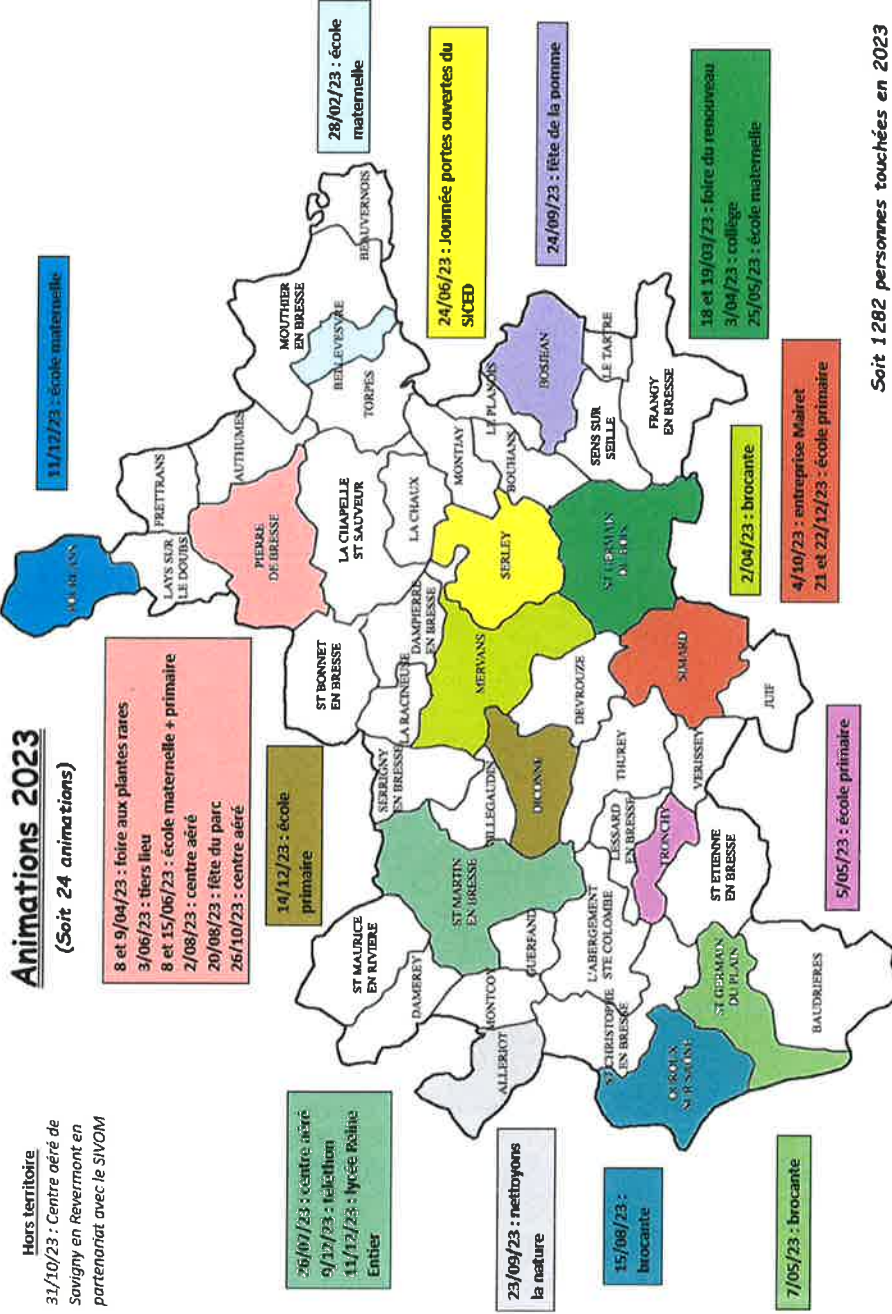 Hors territoire
31/10/23 : Centre aéré de
Savigny en Revermont en
partenariat avec le SIVOM
Animations 2023
(Soit 24 animations)
8 et 9/04/23 : foire aux plantes rares
3/06/23 : tiers lieu
8 et 15/06/23 : école maternelle + primaire
2/08/23 : centre aéré
20/08/23 : fête du parc
26/10/23 : centre aéré
11/12/23 : école maternelle
28/02/23 : école
maternelle
14/12/23 : école
primaire
26/07/23 : centre aéré
9/12/23 : téléthon
11/12/23 : lycée Reine
Entier
24/06/23 : Journée portes ouvertes du
SICED
23/09/23 : nettoyons
la nature
24/09/23 : fête de la pomme
15/08/23 :
brocante
18 et 19/03/23 : foire du renouveau
3/04/23 : collège
25/05/23 : école maternelle
2/04/23 : brocante
4/10/23 : entreprise Mairet
21 et 22/12/23 : école primaire
7/05/23 : brocante
5/05/23 : école primaire
Soit 1282 personnes touchées en 2023
FOURCANS
FRETTRANS
LAYS SUR
LE DOUBS
AUTHUMES
PIERRE
DE BRESSE
MOUTHIER
EN BRESSE
BELLEVESVRE
BEAUVERNOIS
TORPES
LA CHAPELLE
ST SAUVEUR
LA CHAUX
ST BONNET
EN BRESSE
LA RACINEUSE
DAMPIERRE
EN BRESSE
SERRIGNY
EN BRESSE
MONTJAY
LE PLANOIS
BOUHANS
BOSJEAN
LE TARTRE
SENS SUR
SEILLE
FRANGY
EN BRESSE
SERLEY
MERVANS
ST GERMAIN
DU BOIS
DEVROUZE
DICONNE
SIMARD
JUIF
THUREY
VERISSEY
LESSARD
EN BRESSE
TRONCHY
ST ETIENNE
EN BRESSE
ST MARTIN
EN BRESSE
ST MAURICE
EN RIVIERE
DAMEREY
MONTCOY
GUERFAND
ALLERIOT
L'ABERGEMENT
STE COLOMBE
ST CHRISTOPHE
EN BRESSE
OUROUX
SUR SAONE
ST GERMAIN
DU PLAIN
BAUDRIERES